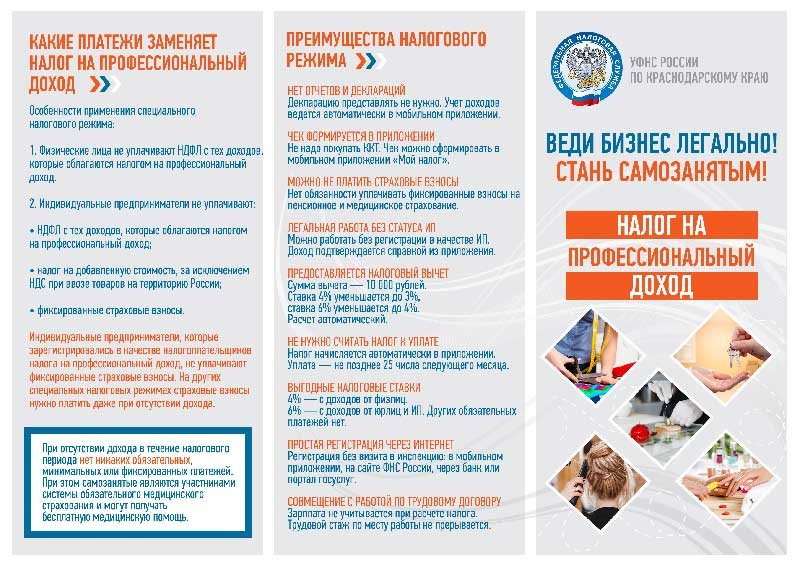 КАКИЕ ПЛАТЕЖИ ЗАМЕНЯЕТ
НАЛОГ НА ПРОФЕССИОНАЛЬНЫЙ
ДОХОД
Особенности применения специального
налогового режима:
1. Физические лица не уплачивают НДФЛ с тех доходов,
которые облагаются налогом на профессиональный
доход.
2. Индивидуальные предприниматели не уплачивают:
• НДФЛ с тех доходов, которые облагаются налогом
на профессиональный доход;
• налог на добавленную стоимость, за исключением
НДС при ввозе товаров на территорию России;
• фиксированные страховые взносы.
Индивидуальные предприниматели, которые
зарегистрировались в качестве налогоплательщиков
налога на профессиональный доход, не уплачивают
фиксированные страховые взносы. На других
специальных налоговых режимах страховые взносы
нужно платить даже при отсутствии дохода.
При отсутствии дохода в течение налогового
периода нет никаких обязательных,
минимальных или фиксированных платежей.
При этом самозанятые являются участниками
системы обязательного медицинского
страхования и могут получать
бесплатную медицинскую помощь.
ПРЕИМУЩЕСТВА НАЛОГОВОГО
РЕЖИМА
НЕТ ОТЧЕТОВ И ДЕКЛАРАЦИЙ
Декларацию представлять не нужно. Учет доходов
ведется автоматически в мобильном приложении.
ЧЕК ФОРМИРУЕТСЯ В ПРИЛОЖЕНИИ
Не надо покупать ККТ. Чек можно сформировать в
мобильном приложении «Мой налог».
МОЖНО НЕ ПЛАТИТЬ СТРАХОВЫЕ ВЗНОСЫ
Нет обязанности уплачивать фиксированные взносы на
пенсионное и медицинское страхование.
ЛЕГАЛЬНАЯ РАБОТА БЕЗ СТАТУСА ИП
Можно работать без регистрации в качестве ИП.
Доход подтверждается справкой из приложения.
ПРЕДОСТАВЛЯЕТСЯ НАЛОГОВЫЙ ВЫЧЕТ
Сумма вычета — 10 000 рублей.
Ставка 4% уменьшается до 3%,
ставка 6% уменьшается до 4%.
Расчет автоматический.
НЕ НУЖНО СЧИТАТЬ НАЛОГ К УПЛАТЕ
Налог начисляется автоматически в приложении.
Уплата — не позднее 25 числа следующего месяца.
ВЫГОДНЫЕ НАЛОГОВЫЕ СТАВКИ
4% — с доходов от физлиц.
6% — с доходов от юрлиц и ИП. Других обязательных
платежей нет.
ПРОСТАЯ РЕГИСТРАЦИЯ ЧЕРЕЗ ИНТЕРНЕТ
Регистрация без визита в инспекцию: в мобильном
приложении, на сайте ФНС России, через банк или
портал госуслуг.
СОВМЕЩЕНИЕ С РАБОТОЙ ПО ТРУДОВОМУ ДОГОВОРУ
Зарплата не учитывается при расчете налога.
Трудовой стаж по месту работы не прерывается.
ФЕДЕРАЛЬНАЯ НАЛОГОВАЯ СЛУЖБА
УФНС РОССИИ
ПО КРАСНОДАРСКОМУ КРАЮ
ВЕДИ БИЗНЕС ЛЕГАЛЬНО!
СТАНЬ САМОЗАНЯТЫМ!
НАЛОГ НА
ПРОФЕССИОНАЛЬНЫЙ
ДОХОД